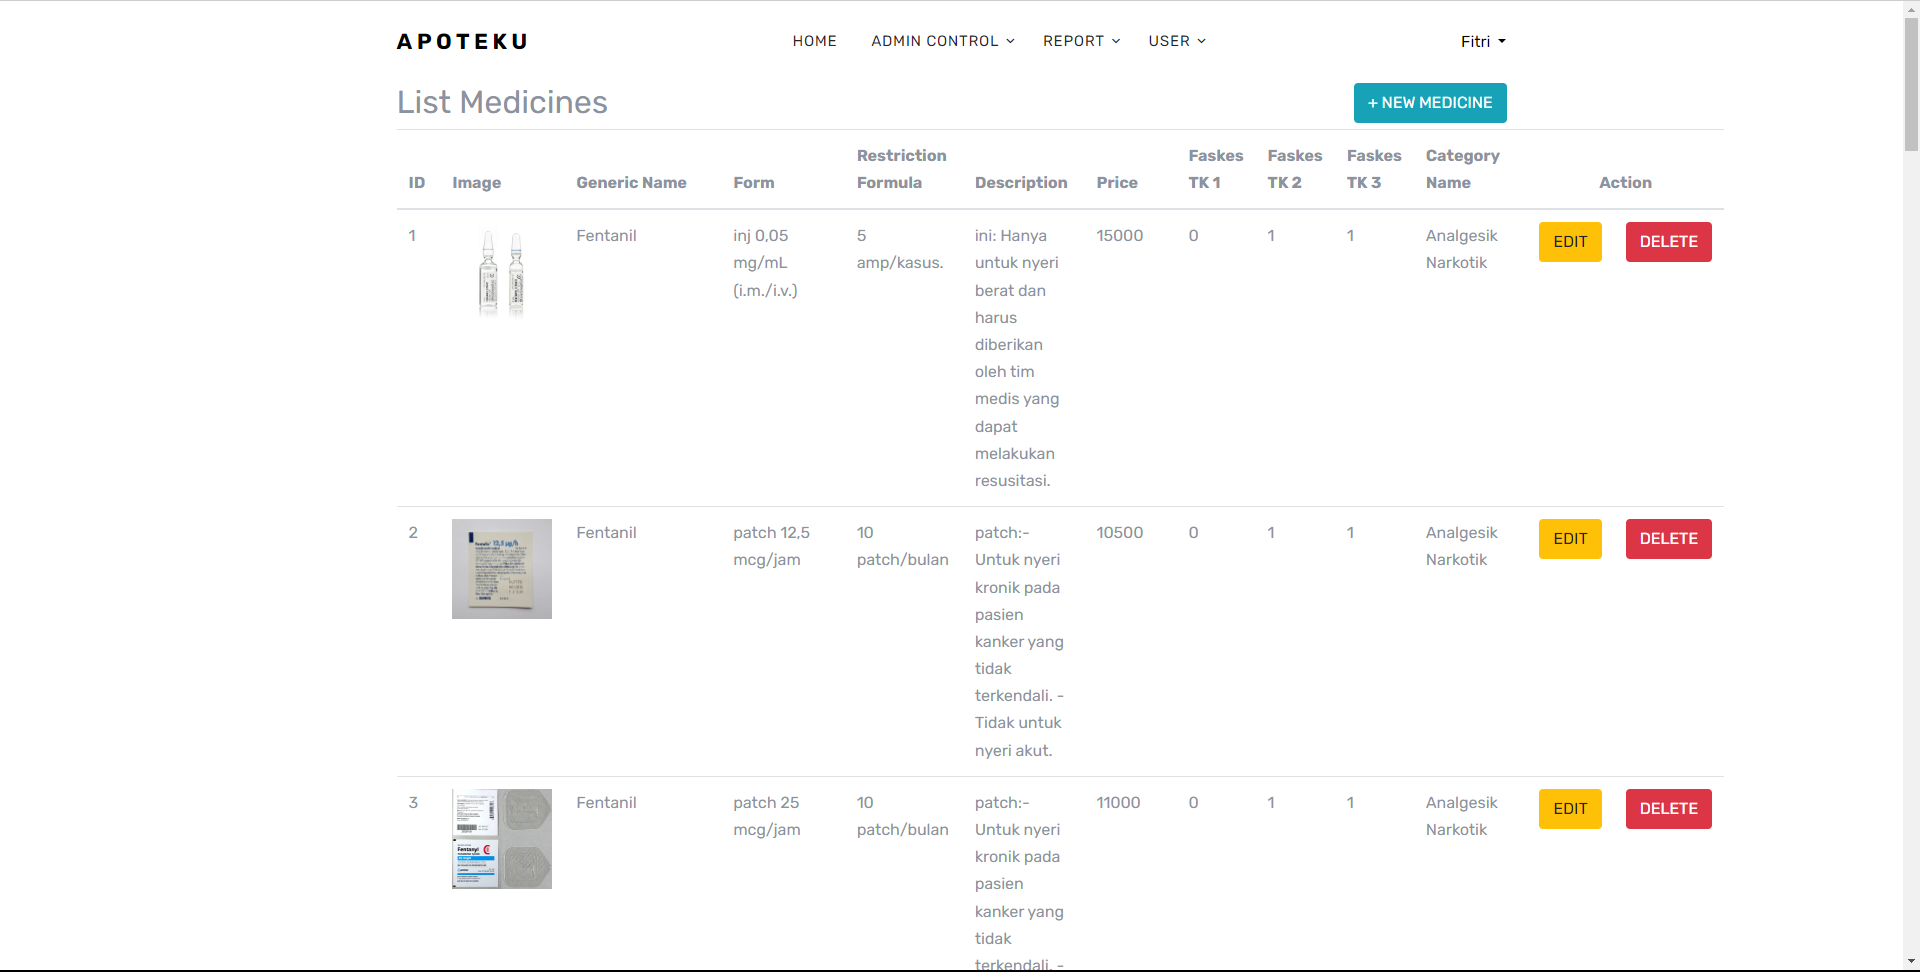 APOTEKU
HOME ADMIN CONTROL REPORT USER
Fitri
List Medicines
+ NEW MEDICINE
ID Image Generic Name Form Restriction Formula Description Price Faskes TK 1 Faskes TK 2 Faskes TK 3 Category Name Action
1 Fentanil inj 0,05 5 ini: Hanya 15000 0 1 1 Analgesik EDIT DELETE
mg/mL amp/kasus. untuk nyeri Narkotik
(i.m./i.v.) berat dan
harus
diberikan
oleh tim
medis yang
dapat
melakukan
resusitasi.
2 Fentanil patch 12,5 10 patch:- 10500 0 1 1 Analgesik EDIT DELETE
12,5 µg/h
mcg/jam patch/bulan Untuk nyeri Narkotik
kronik pada
pasien
kanker yang
tidak
terkendali. -
Tidak untuk
nyeri akut.
3 Fentanil patch 25 10 patch:- 11000 0 1 1 Analgesik EDIT DELETE
mcg/jam patch/bulan Untuk nyeri Narkotik
Fentanyl
kronik pada
pasien
kanker yang
tidak
terkendali. -